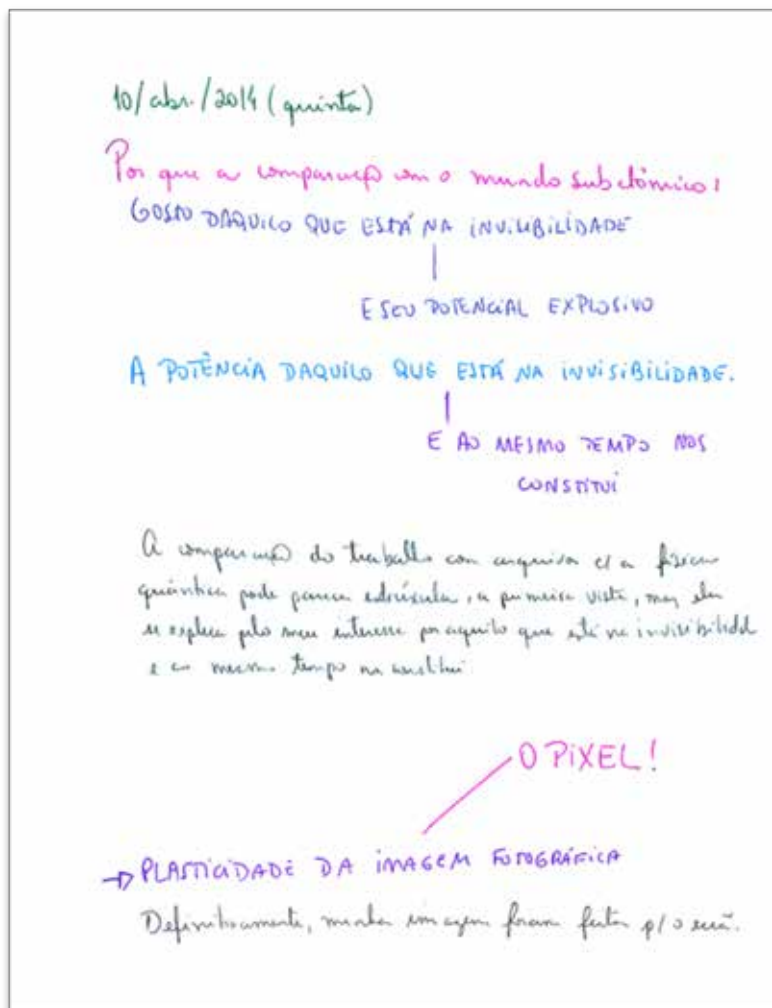 10/abr./2014 (quinta)
Por que a comparação com o mundo subatômico?
GOSTO DAQUILO QUE ESTÁ NA INVISIBILIDADE
E SEU POTENCIAL EXPLOSIVO
A POTÊNCIA DAQUILO QUE ESTÁ NA INVISIBILIDADE.
E AO MESMO TEMPO NOS
CONSTITUI
A comparação do trabalho com arquivos c/ a física
quântica pode parecer esdrúxula, a primeira vista, mas ela
se explica pelo meu interesse por aquilo que está na invisibilidade
e ao mesmo tempo nos constitui.
O PIXEL!
PLASTICIDADE DA IMAGEM FOTOGRÁFICA
Definitivamente, minhas imagens foram feitas p/ o